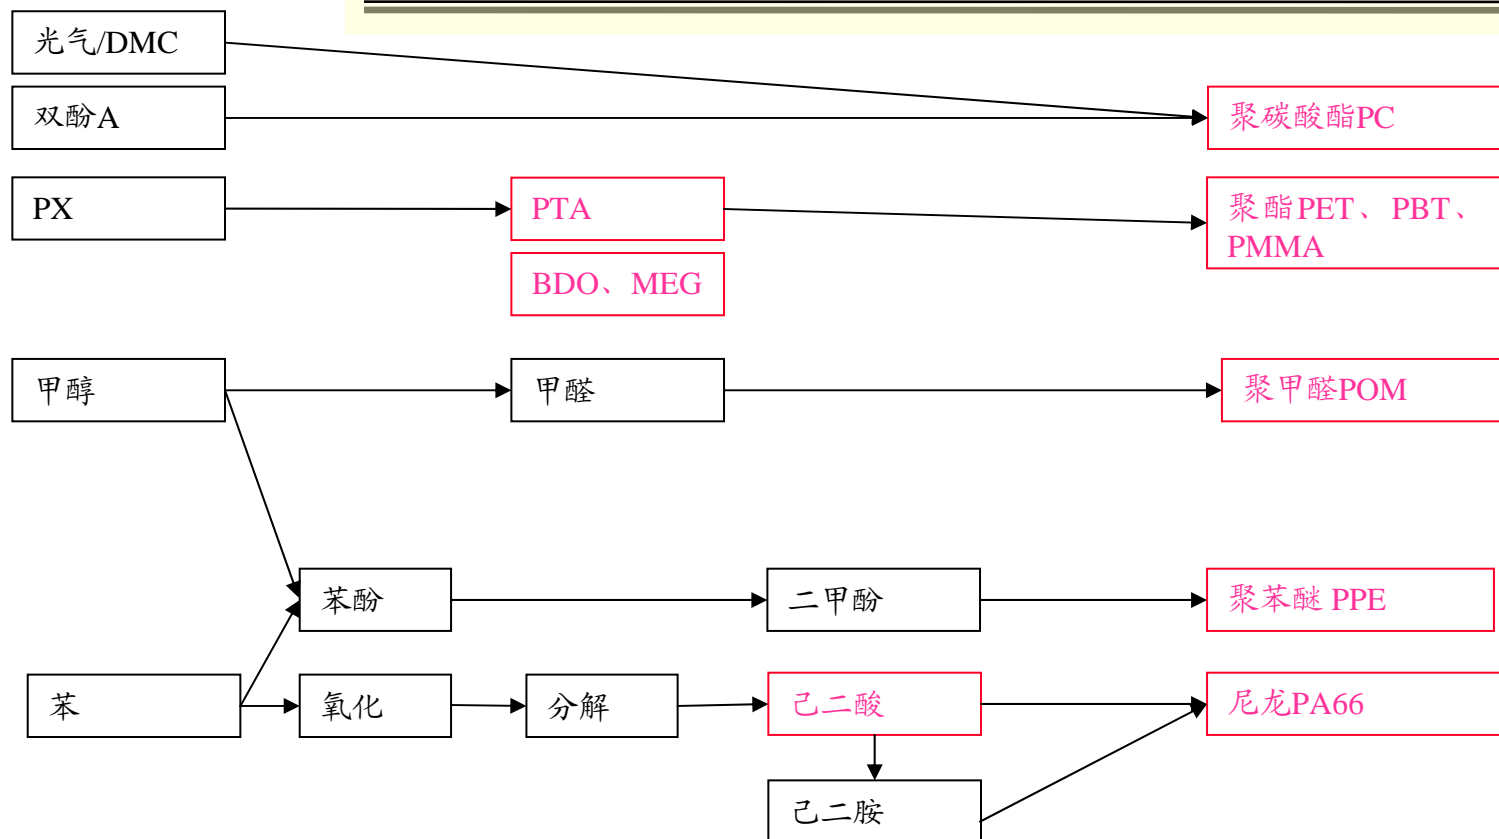 光气/DMC
双酚A
聚碳酸酯PC
PX
PTA
聚酯PET、PBT、
PMMA
BDO、MEG
甲醇
甲醛
聚甲醛POM
苯酚
二甲酚
聚苯醚 PPE
苯
氧化
分解
己二酸
尼龙PA66
己二胺